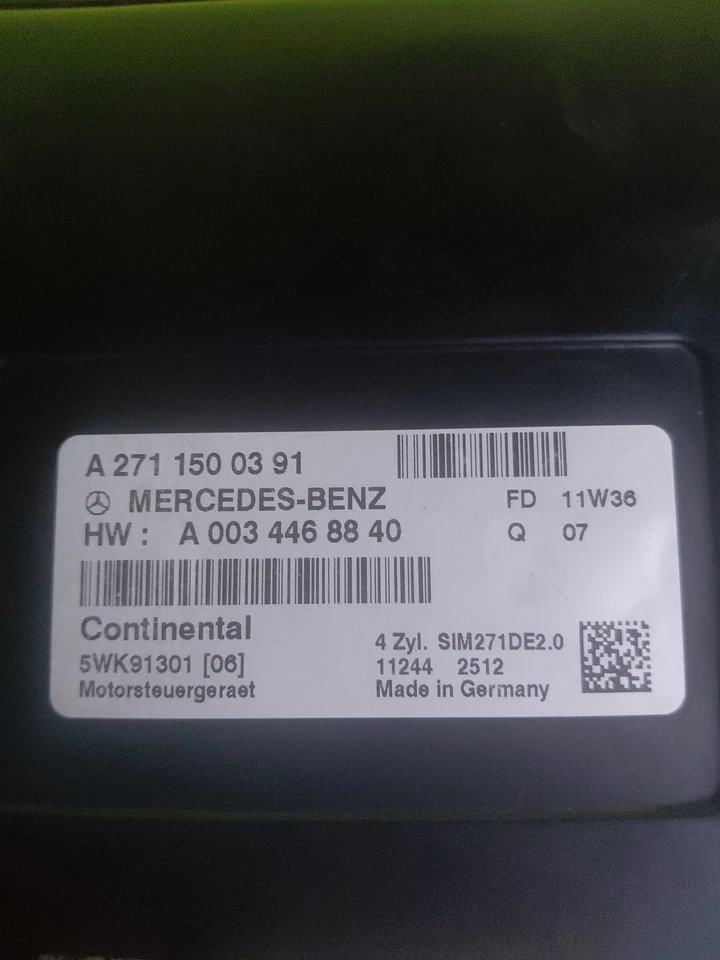 A 271 150 03 91
MERCEDES-BENZ FD 11W36
HW : A 003 446 88 40 Q 07
Continental
5WK91301 [06]
Motorsteuergeraet
4 Zyl. SIM271DE2.0
11244 2512
Made in Germany